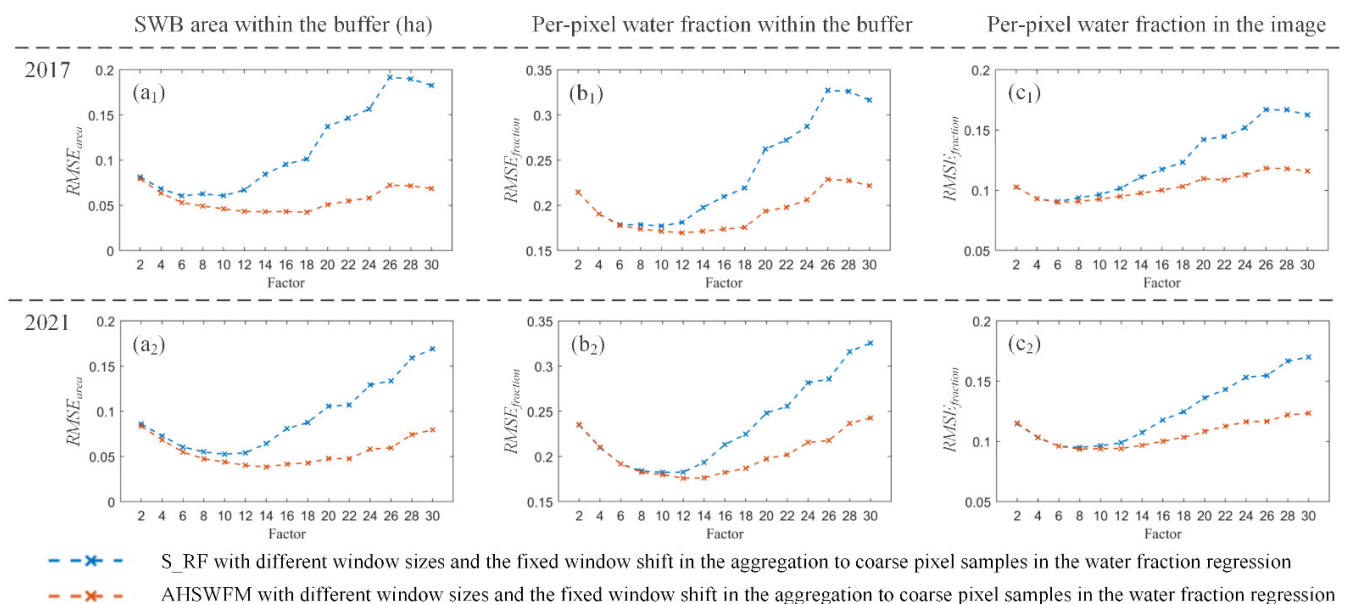 SWB area within the buffer (ha) Per-pixel water fraction within the buffer Per-pixel water fraction in the image
2017
(a1)
RMSEarea
0.2
0.15
0.1
0.05
0
2 4 6 8 10 12 14 16 18 20 22 24 26 28 30
Factor
(b1)
RMSEfraction
0.35
0.3
0.25
0.2
0.15
2 4 6 8 10 12 14 16 18 20 22 24 26 28 30
Factor
(c1)
RMSEfraction
0.2
0.15
0.1
0.05
2 4 6 8 10 12 14 16 18 20 22 24 26 28 30
Factor
2021
(a2)
RMSEarea
0.2
0.15
0.1
0.05
0
2 4 6 8 10 12 14 16 18 20 22 24 26 28 30
Factor
(b2)
RMSEfraction
0.35
0.3
0.25
0.2
0.15
2 4 6 8 10 12 14 16 18 20 22 24 26 28 30
Factor
(c2)
RMSEfraction
0.2
0.15
0.1
0.05
2 4 6 8 10 12 14 16 18 20 22 24 26 28 30
Factor
S_RF with different window sizes and the fixed window shift in the aggregation to coarse pixel samples in the water fraction regression
AHSWFM with different window sizes and the fixed window shift in the aggregation to coarse pixel samples in the water fraction regression